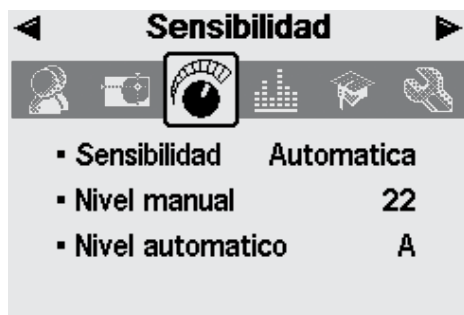 Sensibilidad
▪ Sensibilidad Automatica
▪ Nivel manual 22
▪ Nivel automatico A